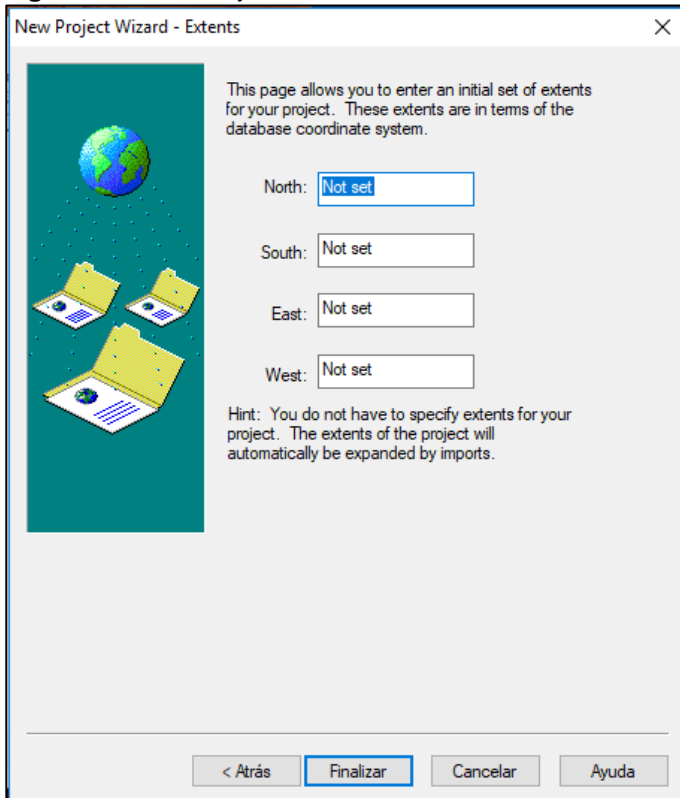 New Project Wizard - Extents
This page allows you to enter an initial set of extents
for your project. These extents are in terms of the
database coordinate system.
North: Not set
South: Not set
East: Not set
West: Not set
Hint: You do not have to specify extents for your
project. The extents of the project will
automatically be expanded by imports.
< Atrás Finalizar Cancelar Ayuda